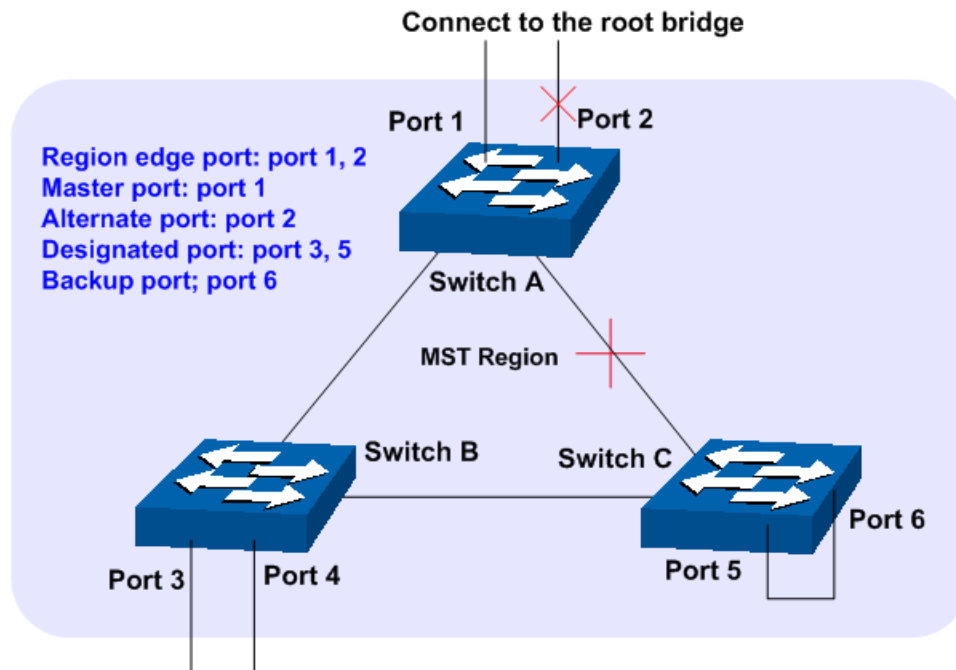 Connect to the root bridge
Port 1
Port 2
Region edge port: port 1, 2
Master port: port 1
Alternate port: port 2
Designated port: port 3, 5
Backup port; port 6
Switch A
MST Region
Switch B
Switch C
Port 3
Port 4
Port 5
Port 6